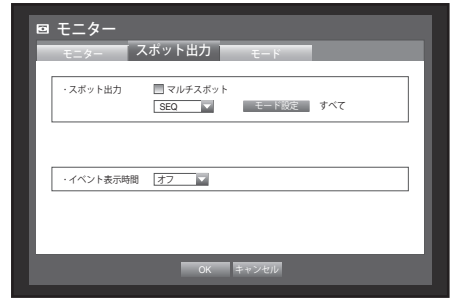 モニター
モニター スポット出力 モード
・スポット出力 マルチスポット
SEQ モード設定 すべて
・イベント表示時間 オフ
OK キャンセル